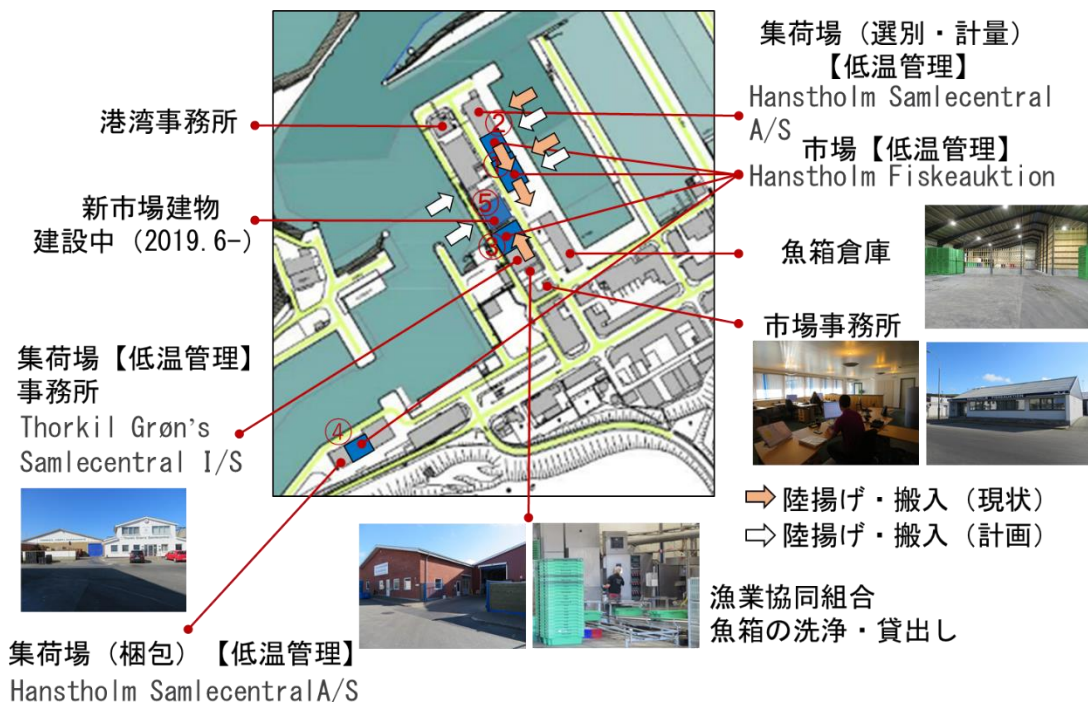 集荷場（選別・計量）
【低温管理】
Hanstholm Samlecentral
A/S
港湾事務所
②
市場【低温管理】
Hanstholm Fiskeauktion
新市場建物
建設中（2019.6-）
⑤
魚箱倉庫
市場事務所
集荷場【低温管理】
事務所
Thorkil Grøn's
Samlecentral I/S
④
陸揚げ・搬入（現状）
陸揚げ・搬入（計画）
漁業協同組合
魚箱の洗浄・貸出し
集荷場（梱包）【低温管理】
Hanstholm SamlecentralA/S